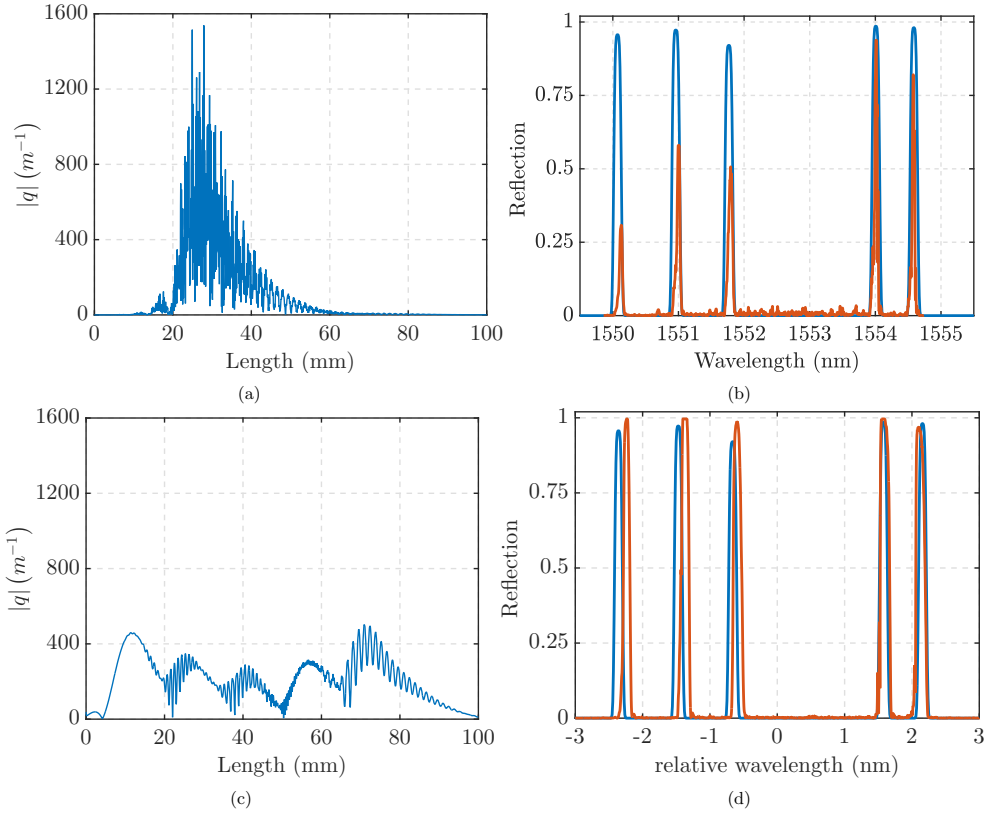 1600
1200
800
400
0
|q| (m⁻¹)
0 20 40 60 80 100
Length (mm)
(a)
1
0.75
0.5
0.25
0
Reflection
1550 1551 1552 1553 1554 1555
Wavelength (nm)
(b)
1600
1200
800
400
0
|q| (m⁻¹)
0 20 40 60 80 100
Length (mm)
(c)
1
0.75
0.5
0.25
0
Reflection
-3 -2 -1 0 1 2 3
relative wavelength (nm)
(d)